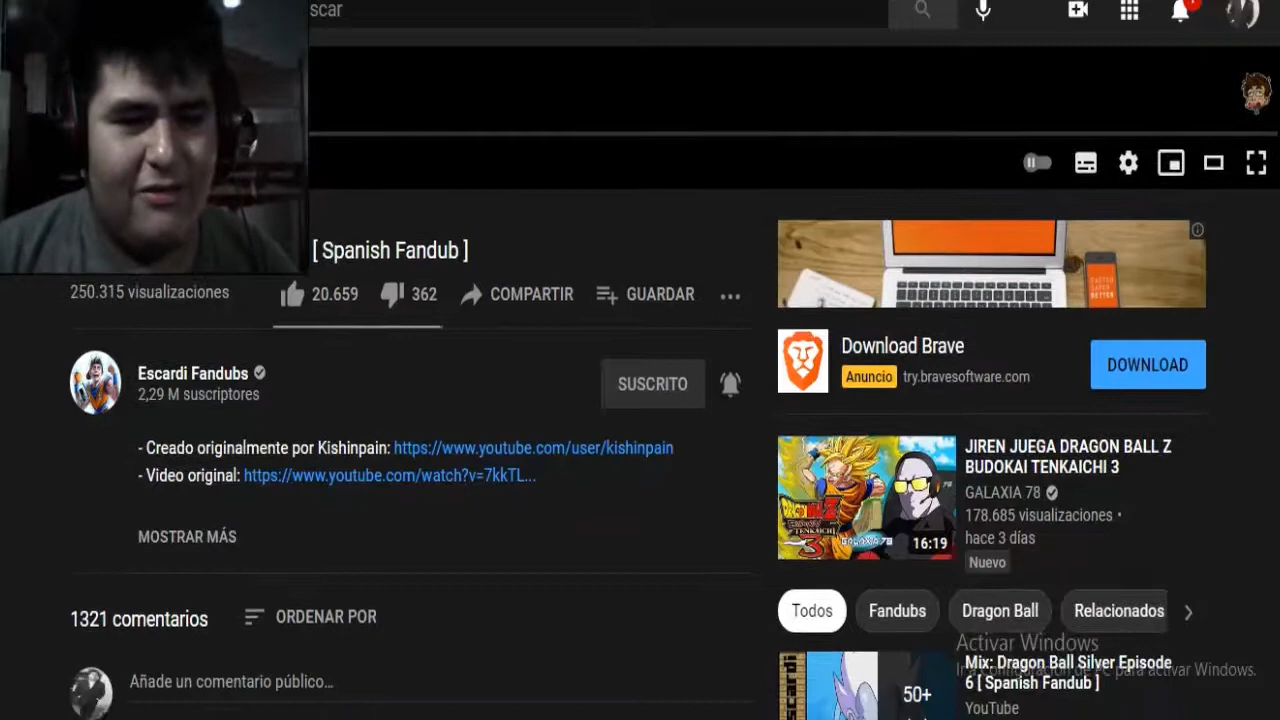 scar
[ Spanish Fandub ]
250.315 visualizaciones
20.659
362
COMPARTIR
GUARDAR
Escardi Fandubs
2,29 M suscriptores
SUSCRITO
- Creado originalmente por Kishinpain: https://www.youtube.com/user/kishinpain
- Video original: https://www.youtube.com/watch?v=7kkTL...
MOSTRAR MÁS
1321 comentarios
ORDENAR POR
Añade un comentario público...
Download Brave
Anuncio try.bravesoftware.com
DOWNLOAD
JIREN JUEGA DRAGON BALL Z
BUDOKAI TENKAICHI 3
GALAXIA 78
178.685 visualizaciones •
hace 3 días
Nuevo
GALAXIA 78
16:19
Todos
Fandubs
Dragon Ball
Relacionados
Activar Windows
Mix: Dragon Ball Silver Episode
6 [ Spanish Fandub ]
YouTube
50+